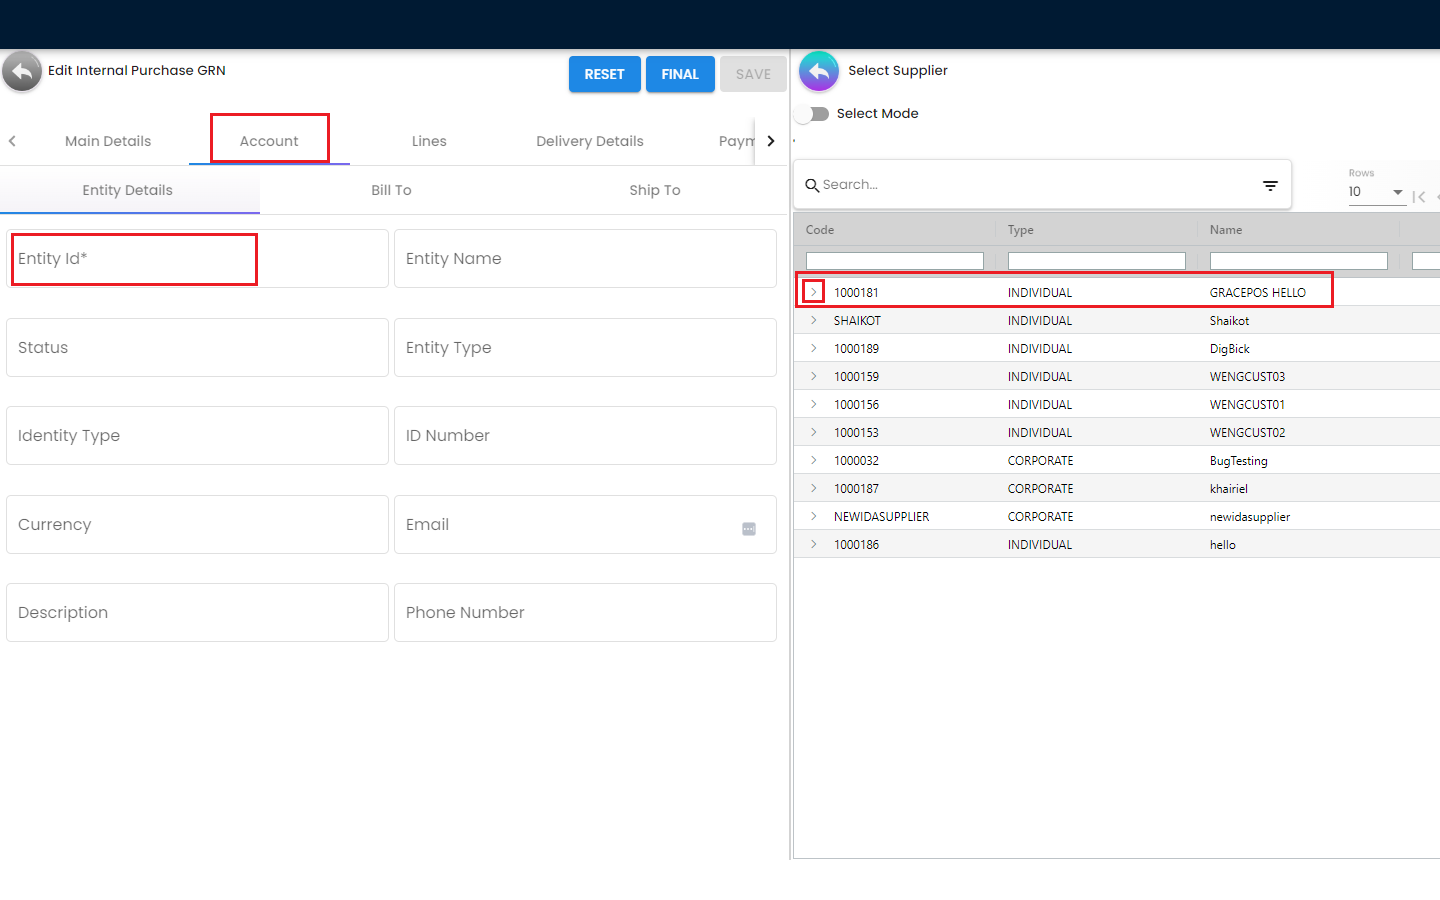 Edit Internal Purchase GRN
RESET
FINAL
SAVE
Main Details
Account
Lines
Delivery Details
Paym
Entity Details
Bill To
Ship To
Entity Id*
Entity Name
Status
Entity Type
Identity Type
ID Number
Currency
Email
Description
Phone Number
Select Supplier
Select Mode
Search...
Rows
10
Code Type Name
1000181 INDIVIDUAL GRACEPOS HELLO
SHAIKOT INDIVIDUAL Shaikot
1000189 INDIVIDUAL DigBick
1000159 INDIVIDUAL WENGCUST03
1000156 INDIVIDUAL WENGCUST01
1000153 INDIVIDUAL WENGCUST02
1000032 CORPORATE BugTesting
1000187 CORPORATE khairiel
NEWIDASUPPLIER CORPORATE newidasupplier
1000186 INDIVIDUAL hello